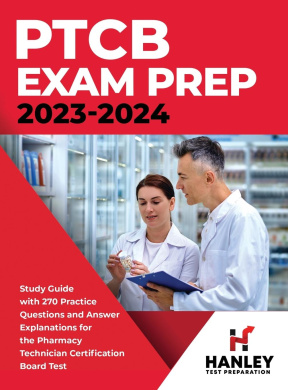 PTCB
EXAM PREP
2023-2024
Study Guide
with 270 Practice
Questions and Answer
Explanations for
the Pharmacy
Technician Certification
Board Test
HANLEY
TEST PREPARATION